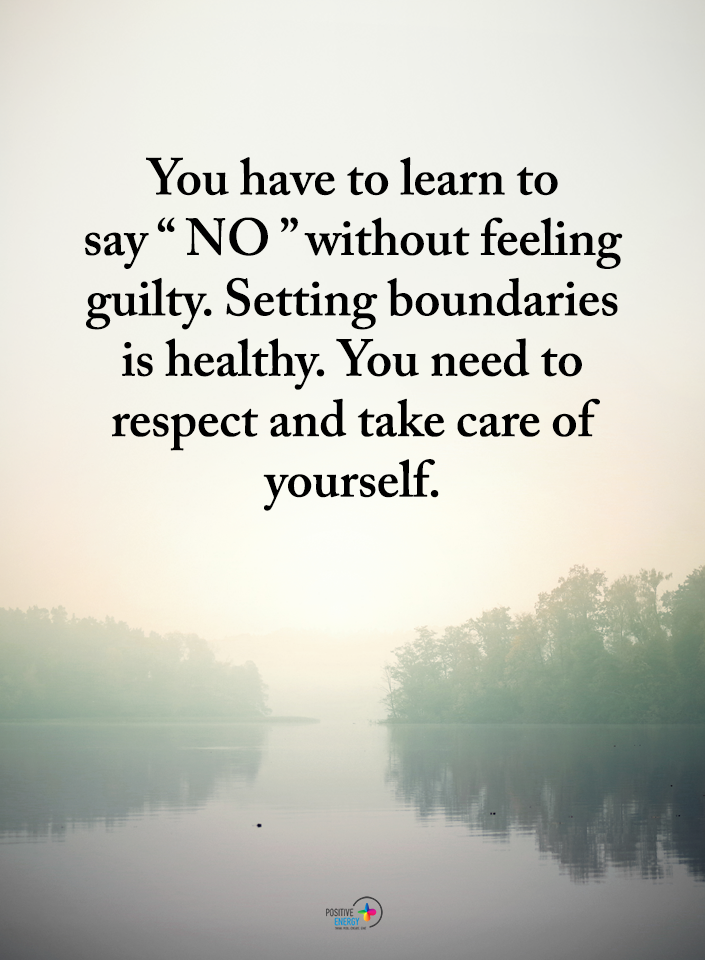 You have to learn to
say “ NO ” without feeling
guilty. Setting boundaries
is healthy. You need to
respect and take care of
yourself.
POSITIVE
ENERGY